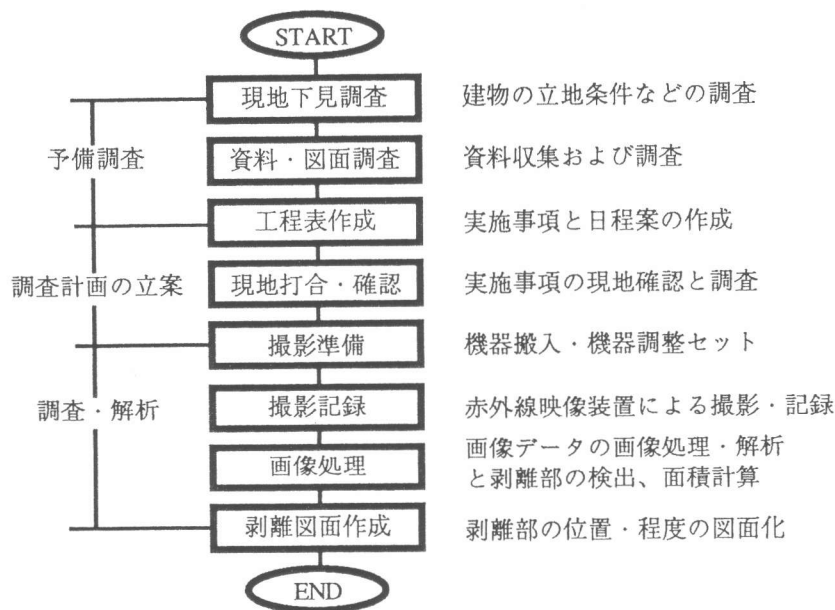 START
現地下見調査
建物の立地条件などの調査
予備調査
資料・図面調査
資料収集および調査
工程表作成
実施事項と日程案の作成
調査計画の立案
現地打合・確認
実施事項の現地確認と調査
撮影準備
機器搬入・機器調整セット
調査・解析
撮影記録
赤外線映像装置による撮影・記録
画像処理
画像データの画像処理・解析
と剥離部の検出、面積計算
剥離図面作成
剥離部の位置・程度の図面化
END